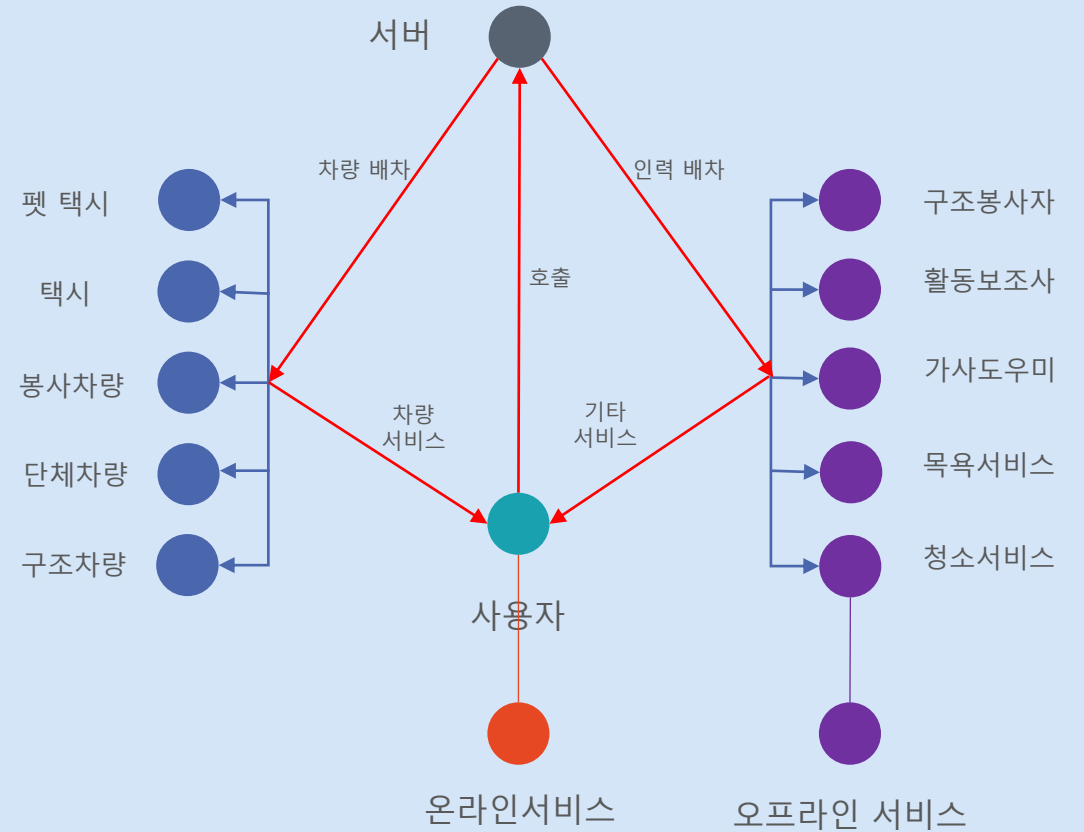 서버
차량 배차
인력 배차
펫 택시
택시
봉사차량
단체차량
구조차량
호출
차량
서비스
기타
서비스
구조봉사자
활동보조사
가사도우미
목욕서비스
청소서비스
사용자
온라인서비스
오프라인 서비스